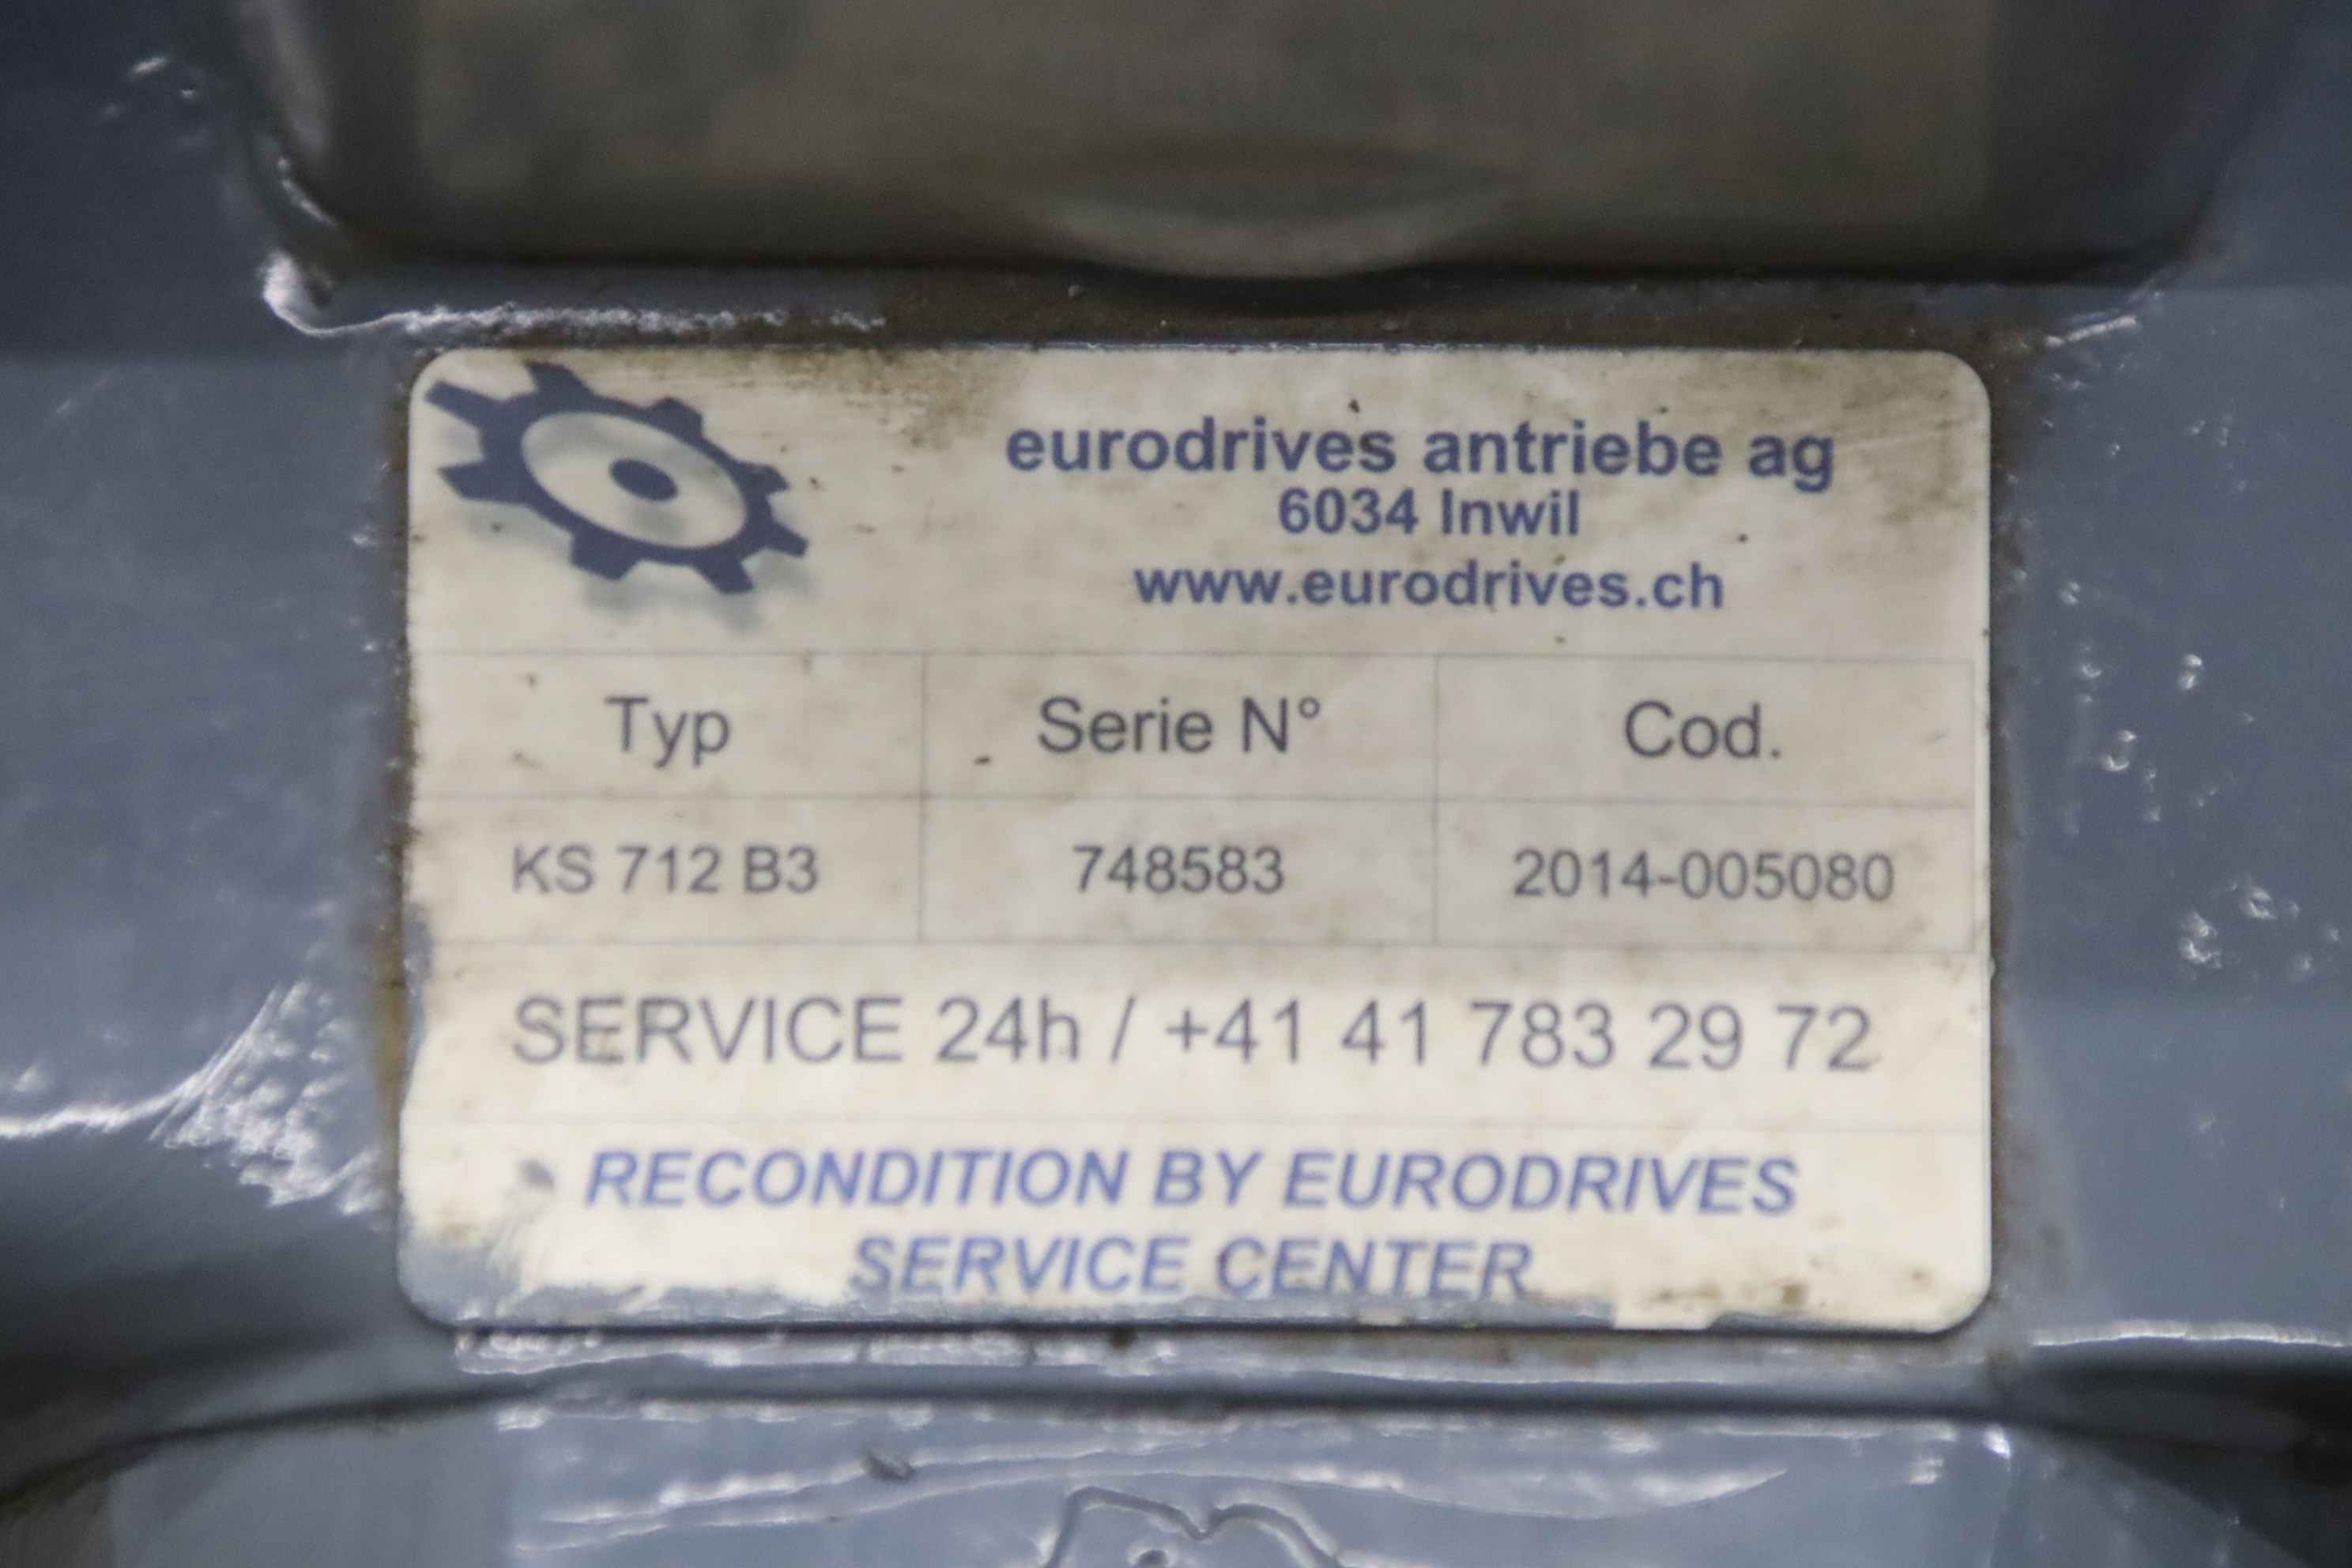 eurodrives antriebe ag
6034 Inwil
www.eurodrives.ch
Typ Serie N° Cod.
KS 712 B3 748583 2014-005080
SERVICE 24h / +41 41 783 29 72
RECONDITION BY EURODRIVES
SERVICE CENTER